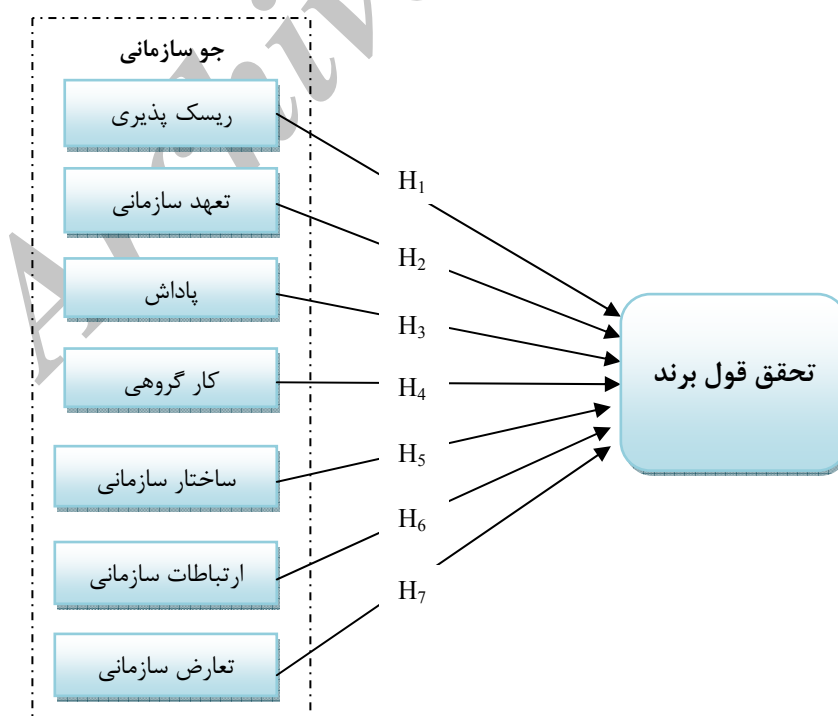 جو سازمانی
ریسک پذیری
تعهد سازمانی
پاداش
کار گروهی
ساختار سازمانی
ارتباطات سازمانی
تعارض سازمانی
H₁
H₂
H₃
H₄
H₅
H₆
H₇
تحقق قول برند
Archive